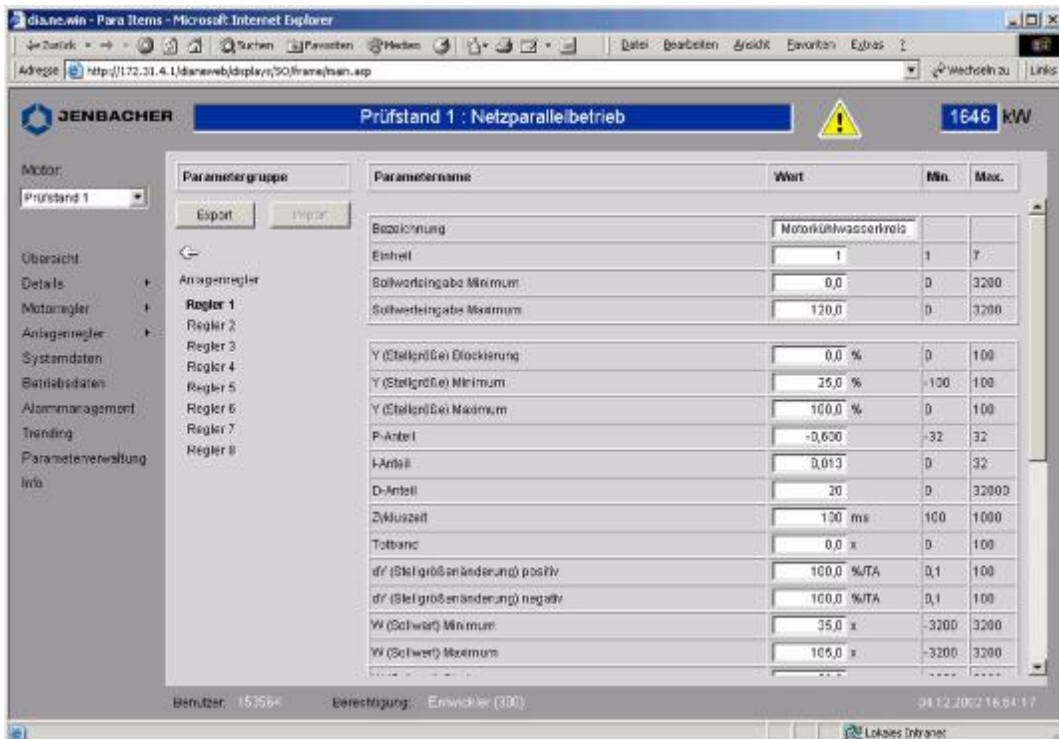 dia.ne.win - Para Items - Microsoft Internet Explorer
Zurück Suchen Favoriten Medien Datei Bearbeiten Ansicht Favoriten Extras ?
Adresse http://172.31.4.1/dianeweb/displays/SO/frame/main.asp Wechseln zu Links
JENBACHER Prüfstand 1 : Netzparallelbetrieb 1646 kW
Motor:
Prüfstand 1
Übersicht
Details
Motorregler
Anlagenregler
Systemdaten
Betriebsdaten
Alarmmanagement
Trending
Parameterverwaltung
Info
Parametergruppe
Export Import
Anlagenregler
Regler 1
Regler 2
Regler 3
Regler 4
Regler 5
Regler 6
Regler 7
Regler 8
Parametername Wert Min. Max.
Bezeichnung Motorkühlwasserkreis
Einheit 1 1 7
Sollwerteingabe Minimum 0,0 0 3200
Sollwerteingabe Maximum 120,0 0 3200
Y (Stellgröße) Blockierung 0,0 % 0 100
Y (Stellgröße) Minimum 25,0 % -100 100
Y (Stellgröße) Maximum 100,0 % 0 100
P-Anteil -0,600 -32 32
I-Anteil 0,013 0 32
D-Anteil 20 0 32000
Zykluszeit 100 ms 100 1000
Totband 0,0 x 0 100
dY (Stellgrößenänderung) positiv 100,0 %/TA 0,1 100
dY (Stellgrößenänderung) negativ 100,0 %/TA 0,1 100
W (Sollwert) Minimum 35,0 x -3200 3200
W (Sollwert) Maximum 105,0 x -3200 3200
Benutzer: Berechtigung: Entwickler (300) 04.12.2002
Lokales Intranet